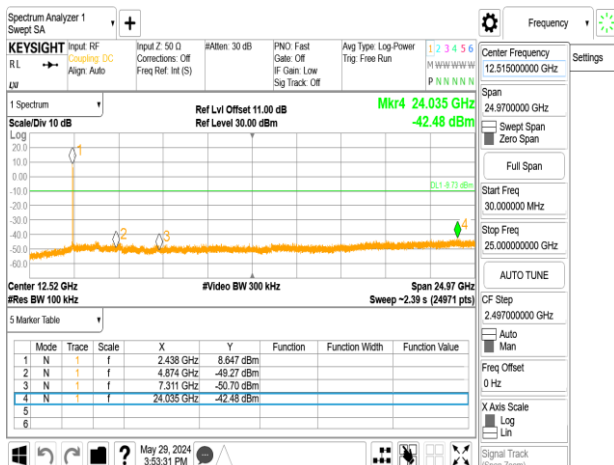 Spectrum Analyzer 1
Swept SA
Frequency
KEYSIGHT
RL
Input: RF
Coupling: DC
Align: Auto
Input Z: 50 Ω
Corrections: Off
Freq Ref: Int (S)
#Atten: 30 dB
PNO: Fast
Gate: Off
IF Gain: Low
Sig Track: Off
Avg Type: Log-Power
Trig: Free Run
1 2 3 4 5 6
M W W W W W
P N N N N N
1 Spectrum
Scale/Div 10 dB
Ref Lvl Offset 11.00 dB
Ref Level 30.00 dBm
Mkr4 24.035 GHz
-42.48 dBm
Log
20.0
10.0
0.00
-10.0
-20.0
-30.0
-40.0
-50.0
-60.0
1
2
3
4
DL1 -9.73 dBm
Center 12.52 GHz
#Res BW 100 kHz
#Video BW 300 kHz
Span 24.97 GHz
Sweep ~2.39 s (24971 pts)
5 Marker Table
Mode Trace Scale X Y Function Function Width Function Value
1 N 1 f 2.438 GHz 8.647 dBm
2 N 1 f 4.874 GHz -49.27 dBm
3 N 1 f 7.311 GHz -50.70 dBm
4 N 1 f 24.035 GHz -42.48 dBm
5
6
May 29, 2024
3:53:31 PM
Center Frequency
12.515000000 GHz
Settings
Span
24.9700000 GHz
Swept Span
Zero Span
Full Span
Start Freq
30.000000 MHz
Stop Freq
25.000000000 GHz
AUTO TUNE
CF Step
2.497000000 GHz
Auto
Man
Freq Offset
0 Hz
X Axis Scale
Log
Lin
Signal Track
(Span Zoom)